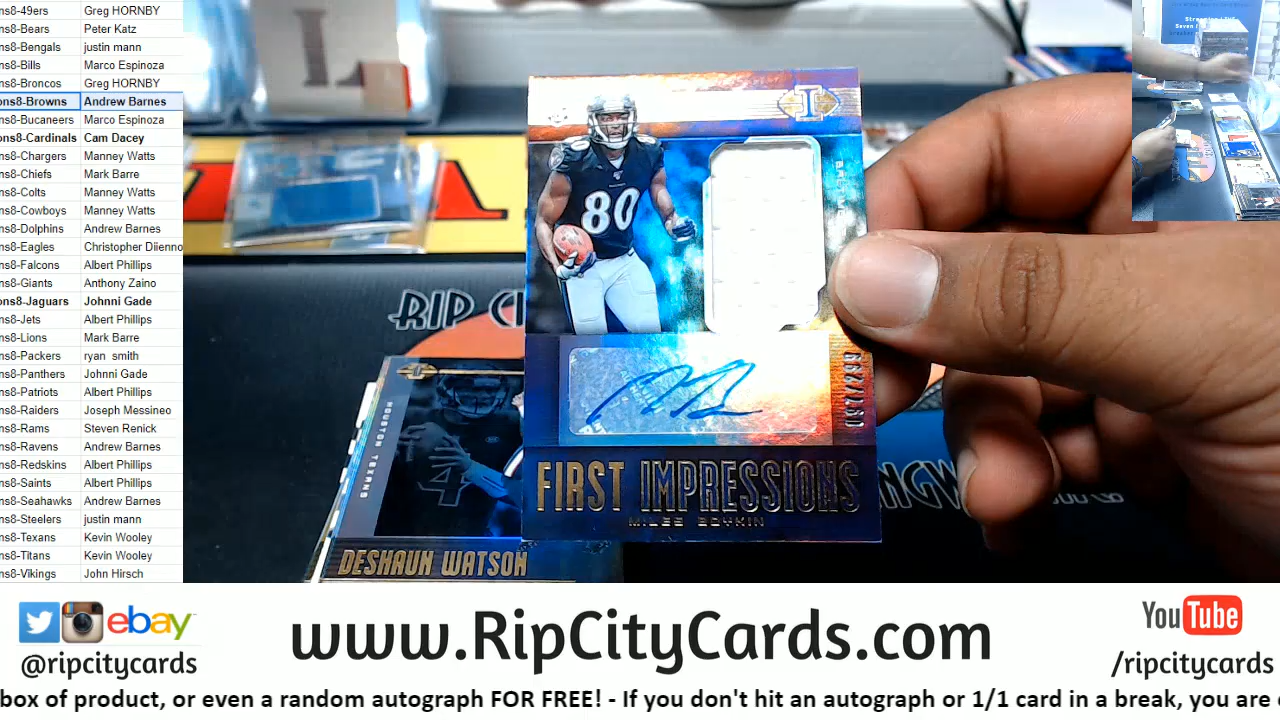 ns8-49ers Greg HORNBY
ns8-Bears Peter Katz
ns8-Bengals justin mann
ns8-Bills Marco Espinoza
ns8-Broncos Greg HORNBY
ons8-Browns Andrew Barnes
ns8-Bucaneers Marco Espinoza
ons8-Cardinals Cam Dacey
ns8-Chargers Manney Watts
ns8-Chiefs Mark Barre
ns8-Colts Manney Watts
ns8-Cowboys Manney Watts
ns8-Dolphins Andrew Barnes
ns8-Eagles Christopher Diienno
ns8-Falcons Albert Phillips
ns8-Giants Anthony Zaino
ons8-Jaguars Johnni Gade
ns8-Jets Albert Phillips
ns8-Lions Mark Barre
ns8-Packers ryan smith
ns8-Panthers Johnni Gade
ns8-Patriots Albert Phillips
ns8-Raiders Joseph Messineo
ns8-Rams Steven Renick
ns8-Ravens Andrew Barnes
ns8-Redskins Albert Phillips
ns8-Saints Albert Phillips
ns8-Seahawks Andrew Barnes
ns8-Steelers justin mann
ns8-Texans Kevin Wooley
ns8-Titans Kevin Wooley
ns8-Vikings John Hirsch
I
80
FIRST IMPRESSIONS
MILES BOYKIN
RIP CI
HOUSTON TEXANS
4
DESHAUN WATSON
ebay
@ripcitycards
www.RipCityCards.com
YouTube
/ripcitycards
box of product, or even a random autograph FOR FREE! - If you don't hit an autograph or 1/1 card in a break, you are